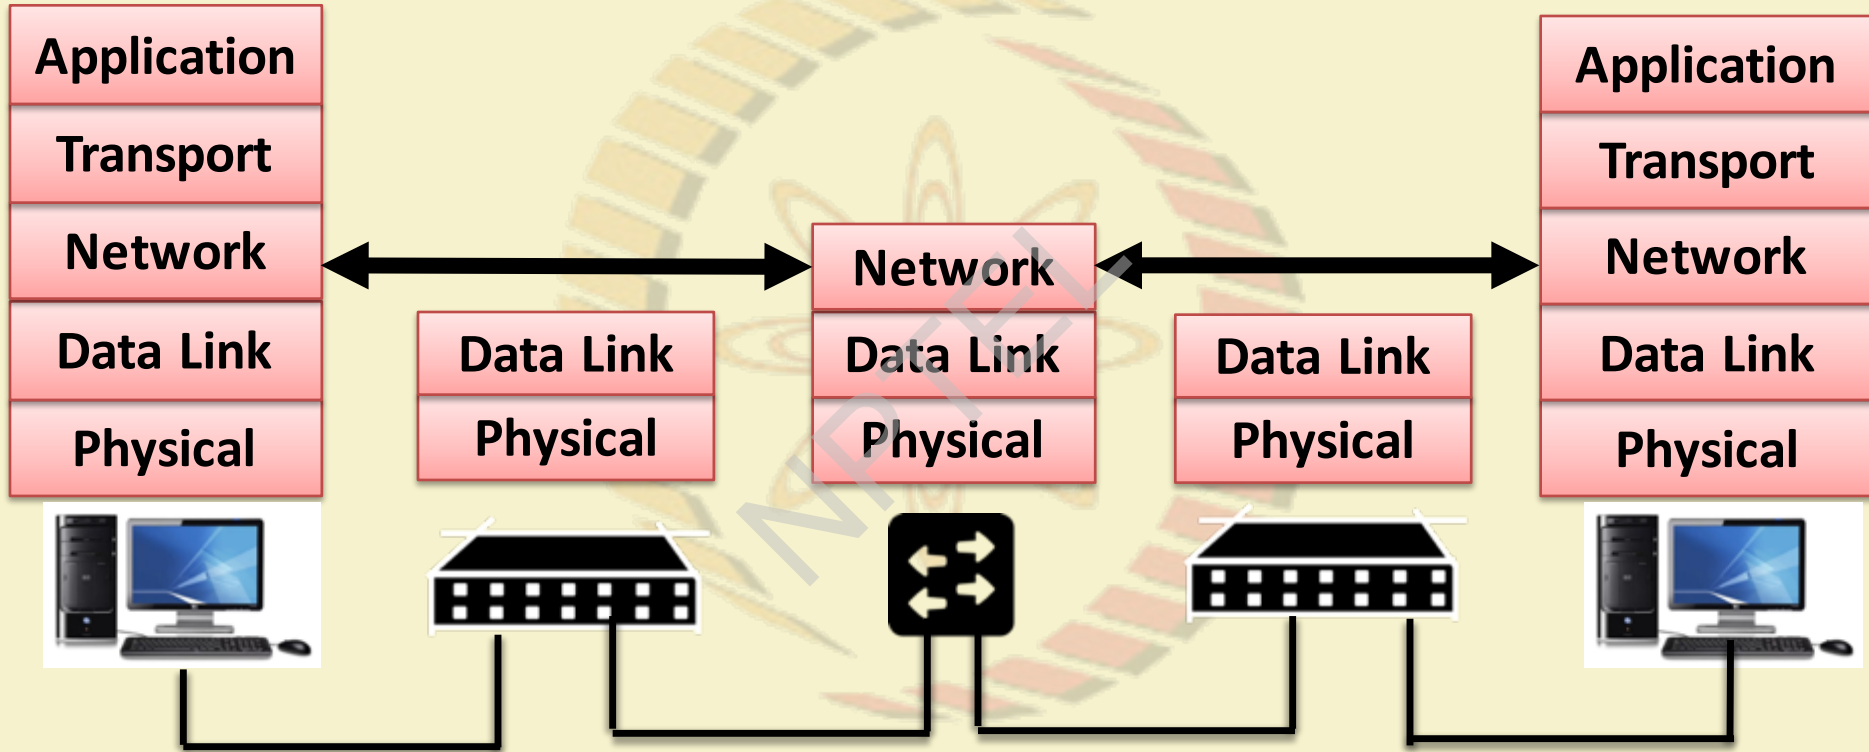 Application
Transport
Network
Data Link
Physical
Data Link
Physical
Network
Data Link
Physical
Data Link
Physical
Application
Transport
Network
Data Link
Physical
NPTEL